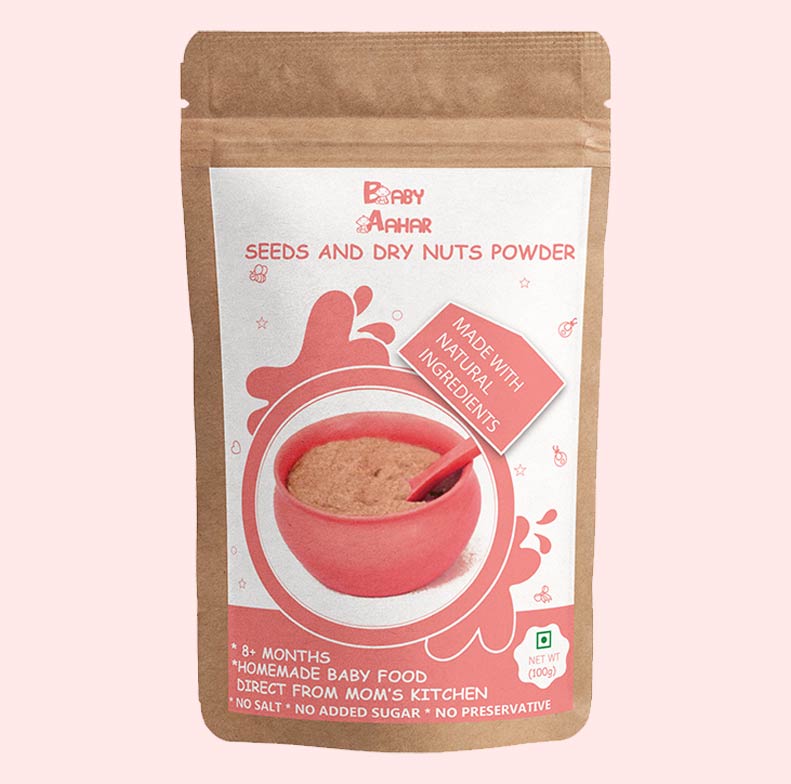 BABY
AAHAR
SEEDS AND DRY NUTS POWDER
MADE WITH
NATURAL
INGREDIENTS
* 8+ MONTHS
*HOMEMADE BABY FOOD
DIRECT FROM MOM'S KITCHEN
* NO SALT * NO ADDED SUGAR * NO PRESERVATIVE
NET WT
(100g)